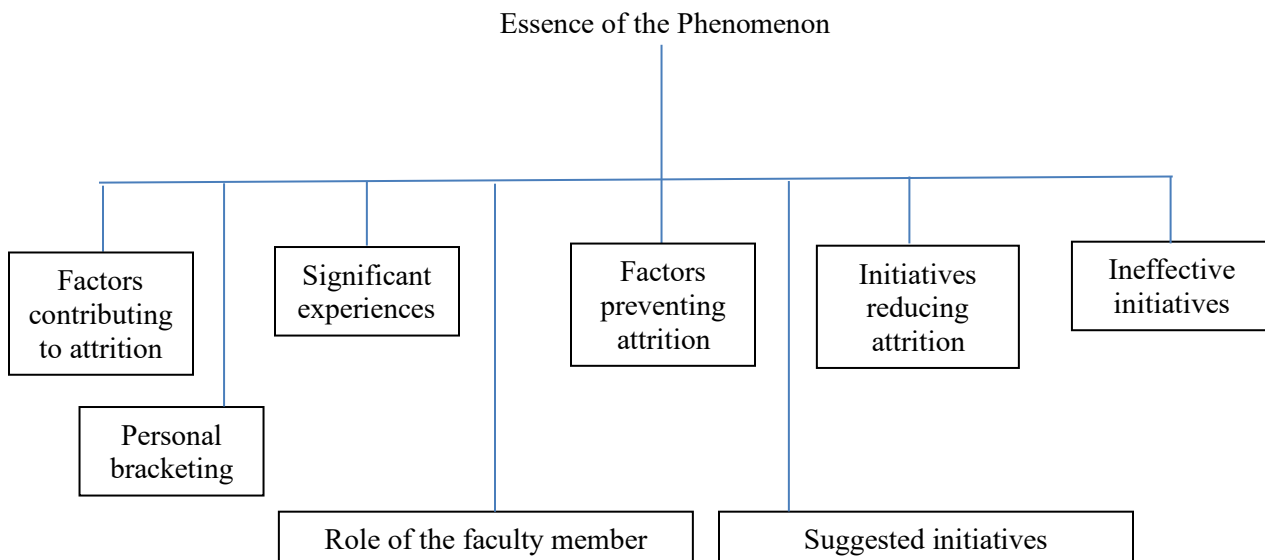 Essence of the Phenomenon
Factors
contributing
to attrition
Significant
experiences
Factors
preventing
attrition
Initiatives
reducing
attrition
Ineffective
initiatives
Personal
bracketing
Role of the faculty member
Suggested initiatives